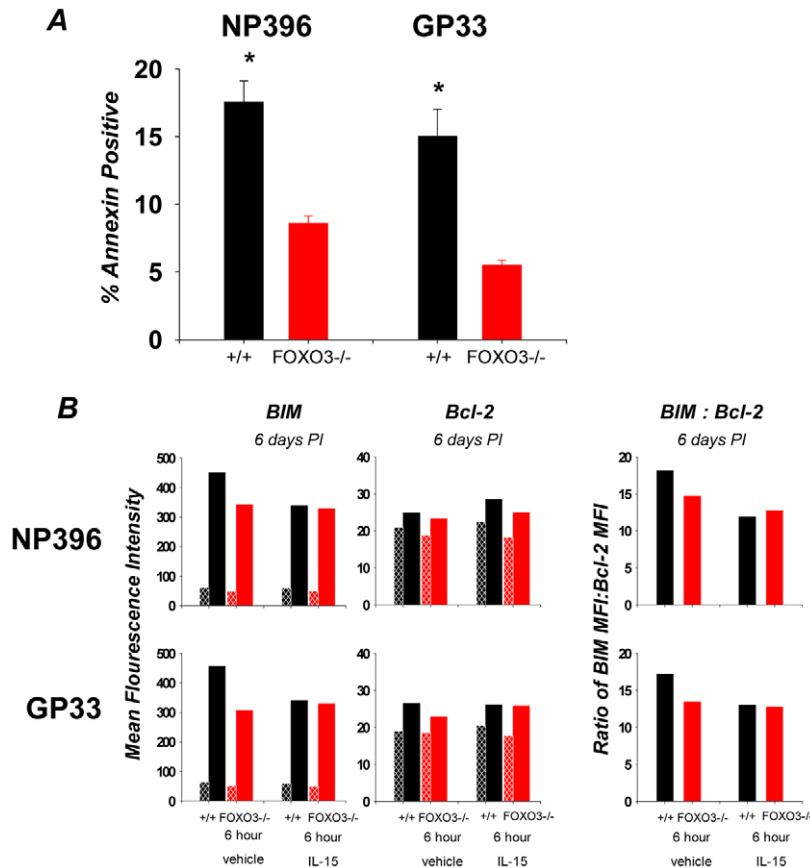 A
NP396 GP33
* *
% Annexin Positive
20
15
10
5
0
+/+ FOXO3-/- +/+ FOXO3-/-
B
BIM Bcl-2 BIM : Bcl-2
6 days PI 6 days PI 6 days PI
NP396
GP33
Mean Flourescence Intensity
Ratio of BIM MFI:Bcl-2 MFI
500 40 20
400 30 15
300 20 10
200 10 5
100 0 0
0
500 40 20
400 30 15
300 20 10
200 10 5
100 0 0
0
+/+ FOXO3-/- +/+ FOXO3-/- +/+ FOXO3-/- +/+ FOXO3-/- +/+ FOXO3-/- +/+ FOXO3-/-
6 hour 6 hour 6 hour 6 hour 6 hour 6 hour
vehicle IL-15 vehicle IL-15 vehicle IL-15